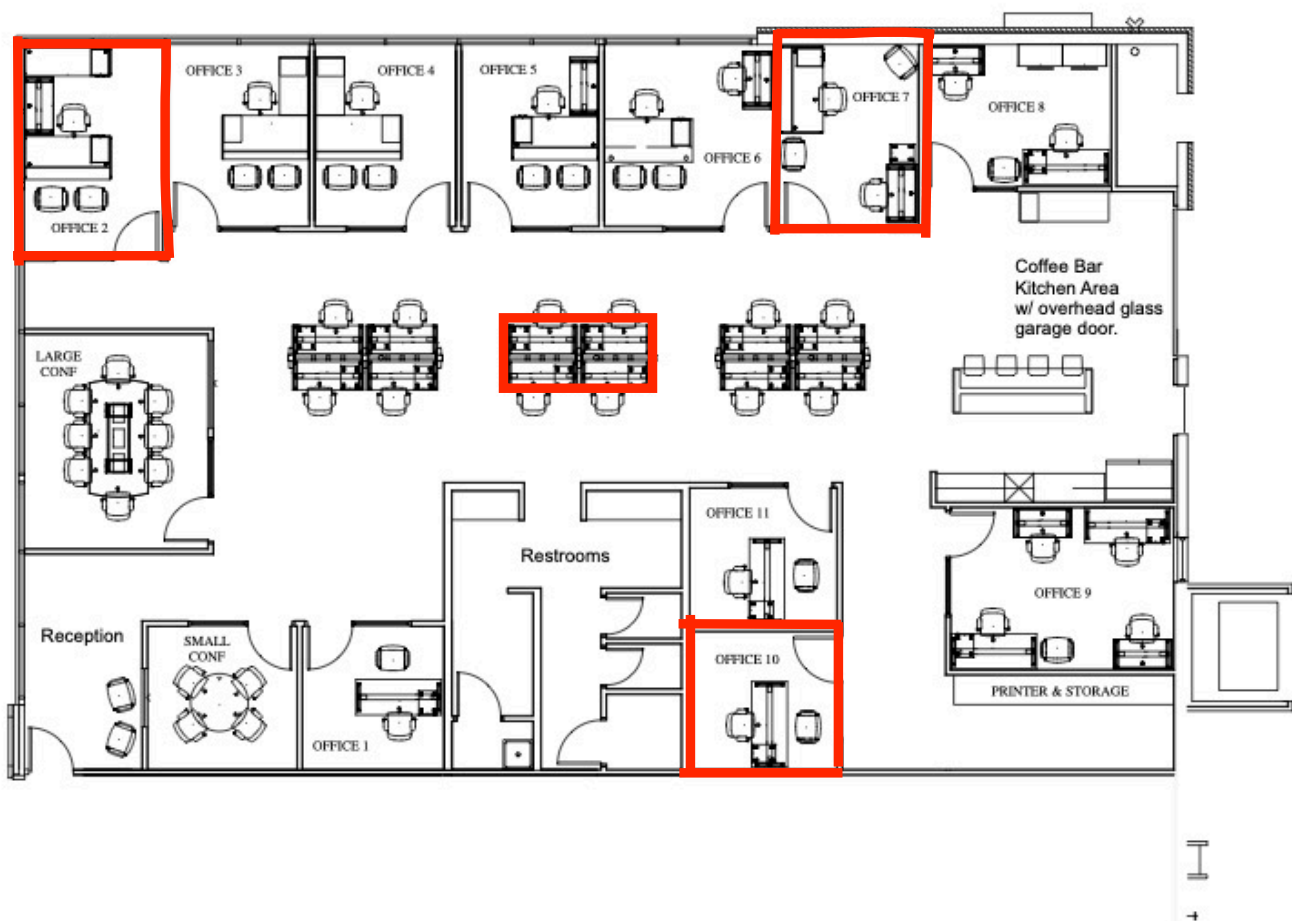 OFFICE 3
OFFICE 4
OFFICE 5
OFFICE 7
OFFICE 8
OFFICE 6
OFFICE 2
Coffee Bar
Kitchen Area
w/ overhead glass
garage door.
LARGE
CONF
OFFICE 11
Restrooms
OFFICE 9
Reception
SMALL
CONF
OFFICE 10
PRINTER & STORAGE
OFFICE 1